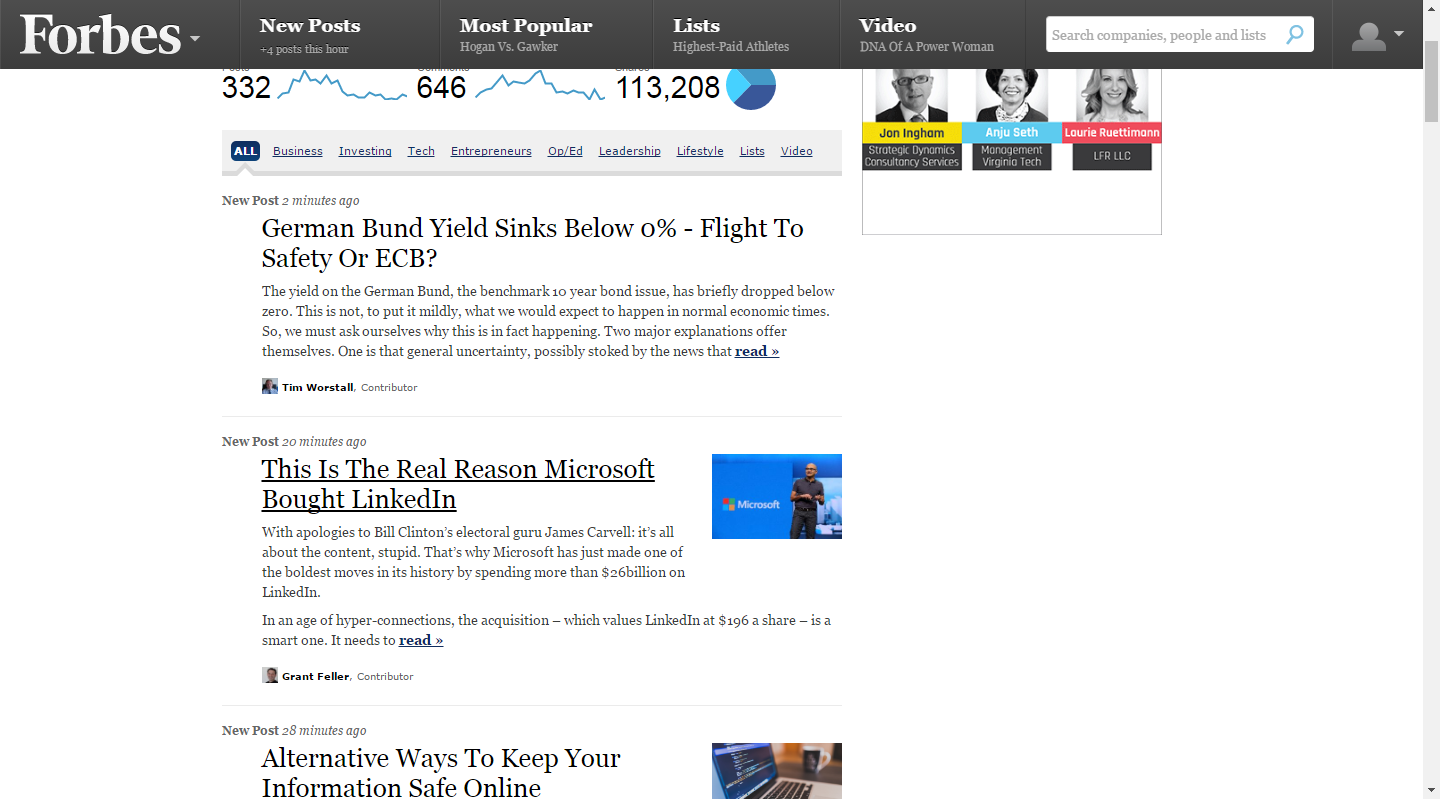 Forbes
New Posts
+4 posts this hour
Most Popular
Hogan Vs. Gawker
Lists
Highest-Paid Athletes
Video
DNA Of A Power Woman
Search companies, people and lists
332
646
113,208
Jon Ingham
Strategic Dynamics
Consultancy Services
Anju Seth
Management
Virginia Tech
Laurie Ruettimann
LFR LLC
ALL Business Investing Tech Entrepreneurs Op/Ed Leadership Lifestyle Lists Video
New Post 2 minutes ago
German Bund Yield Sinks Below 0% - Flight To
Safety Or ECB?
The yield on the German Bund, the benchmark 10 year bond issue, has briefly dropped below
zero. This is not, to put it mildly, what we would expect to happen in normal economic times.
So, we must ask ourselves why this is in fact happening. Two major explanations offer
themselves. One is that general uncertainty, possibly stoked by the news that read »
Tim Worstall, Contributor
New Post 20 minutes ago
This Is The Real Reason Microsoft
Bought LinkedIn
Microsoft
With apologies to Bill Clinton's electoral guru James Carvell: it's all
about the content, stupid. That's why Microsoft has just made one of
the boldest moves in its history by spending more than $26billion on
LinkedIn.
In an age of hyper-connections, the acquisition – which values LinkedIn at $196 a share – is a
smart one. It needs to read »
Grant Feller, Contributor
New Post 28 minutes ago
Alternative Ways To Keep Your
Information Safe Online